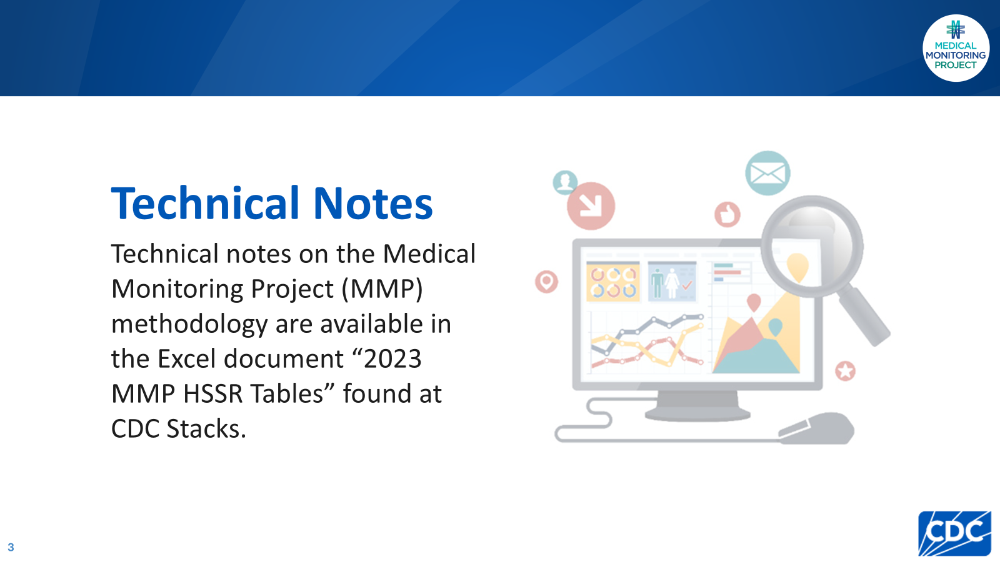 MEDICAL
MONITORING
PROJECT
Technical Notes
Technical notes on the Medical
Monitoring Project (MMP)
methodology are available in
the Excel document “2023
MMP HSSR Tables” found at
CDC Stacks.
3
CDC